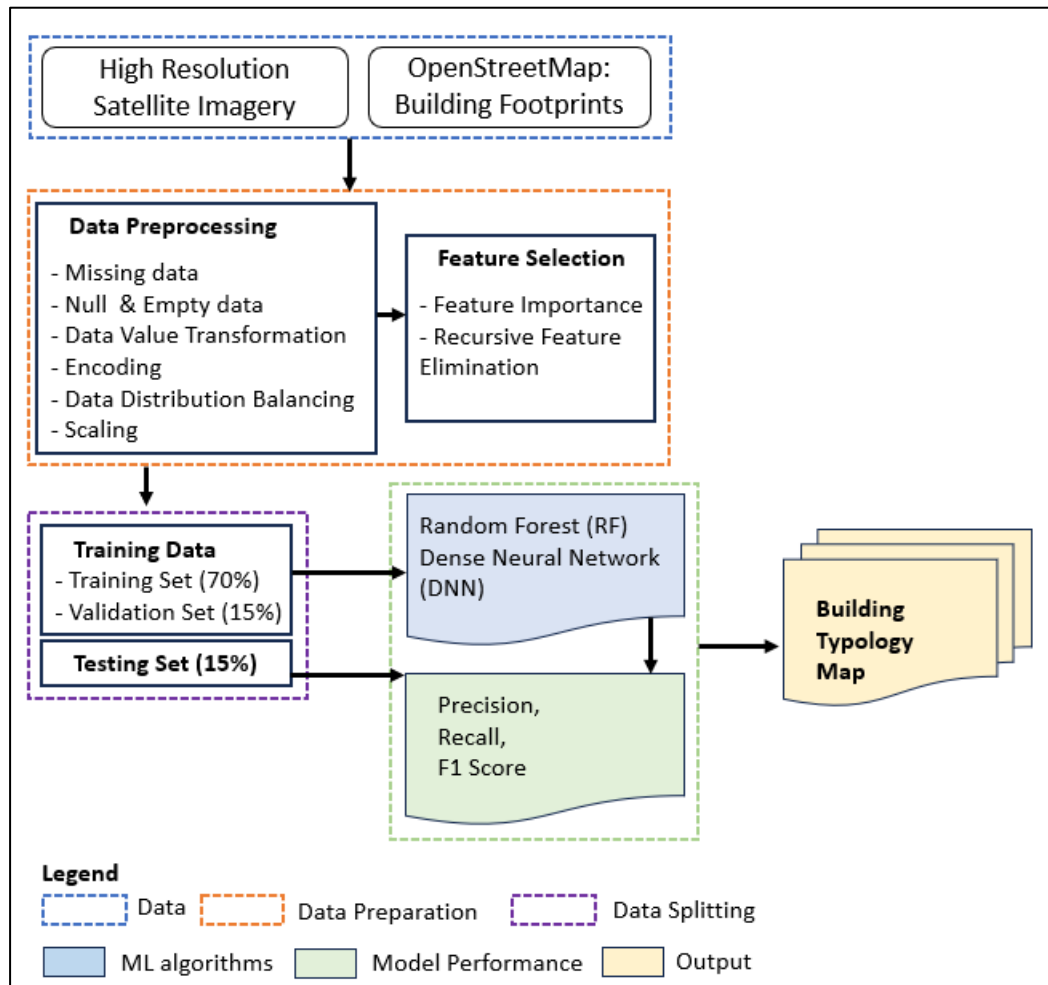 High Resolution
Satellite Imagery
OpenStreetMap:
Building Footprints
Data Preprocessing
- Missing data
- Null & Empty data
- Data Value Transformation
- Encoding
- Data Distribution Balancing
- Scaling
Feature Selection
- Feature Importance
- Recursive Feature
Elimination
Training Data
- Training Set (70%)
- Validation Set (15%)
Testing Set (15%)
Random Forest (RF)
Dense Neural Network
(DNN)
Precision,
Recall,
F1 Score
Building
Typology
Map
Legend
Data
Data Preparation
Data Splitting
ML algorithms
Model Performance
Output